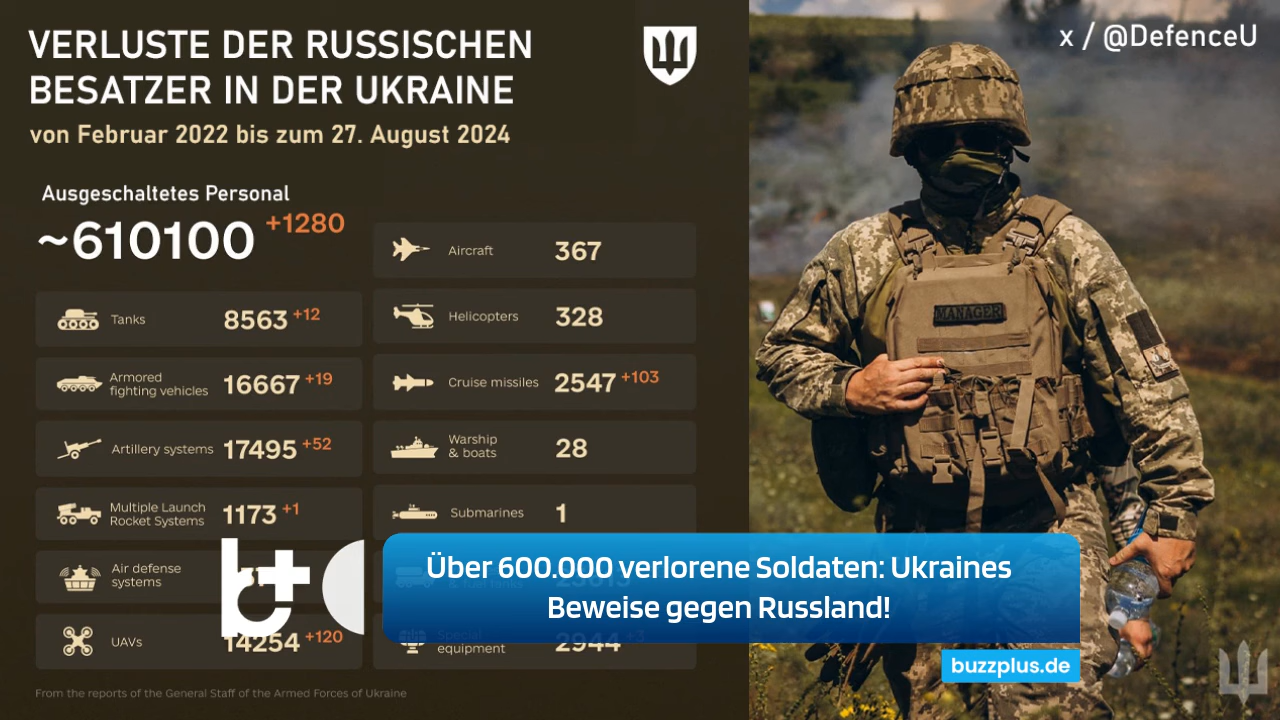 VERLUSTE DER RUSSISCHEN
BESATZER IN DER UKRAINE
von Februar 2022 bis zum 27. August 2024
x / @DefenceU
Ausgeschaltetes Personal
~610100 +1280
Tanks 8563 +12
Armored
fighting vehicles 16667 +19
Artillery systems 17495 +52
Multiple Launch
Rocket Systems 1173 +1
Air defense
systems
UAVs 14254 +120
Aircraft 367
Helicopters 328
Cruise missiles 2547 +103
Warship
& boats 28
Submarines 1
Special
equipment 2944 +3
MANAGER
b+
Über 600.000 verlorene Soldaten: Ukraines
Beweise gegen Russland!
buzzplus.de
From the reports of the General Staff of the Armed Forces of Ukraine